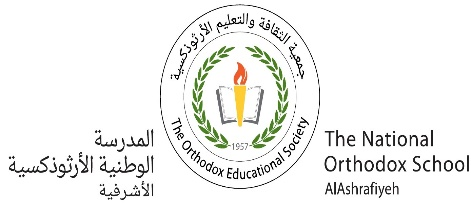 جمعية الثقافة والتعليم الأرثوذكسية
The Orthodox Educational Society
1957
المدرسة
الوطنية الأرثوذكسية
الأشرفية
The National
Orthodox School
AlAshrafiyeh